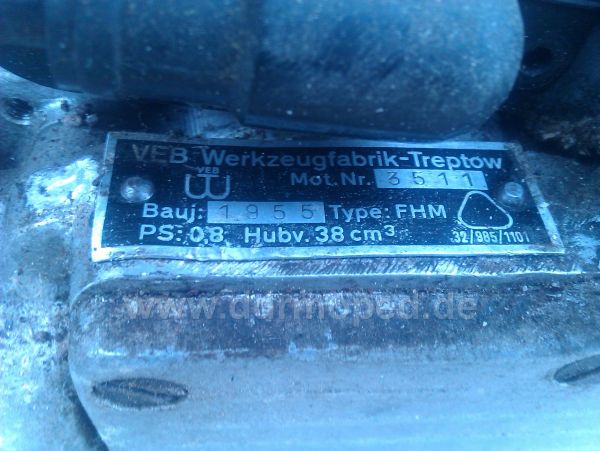 VEB Werkzeugfabrik-Treptow
VEB
W Mot. Nr. 3511
Bauj: 1955 Type: FHM
PS: 0,8 Hubv. 38 cm³ 32/985/1101
www.dormoped.de